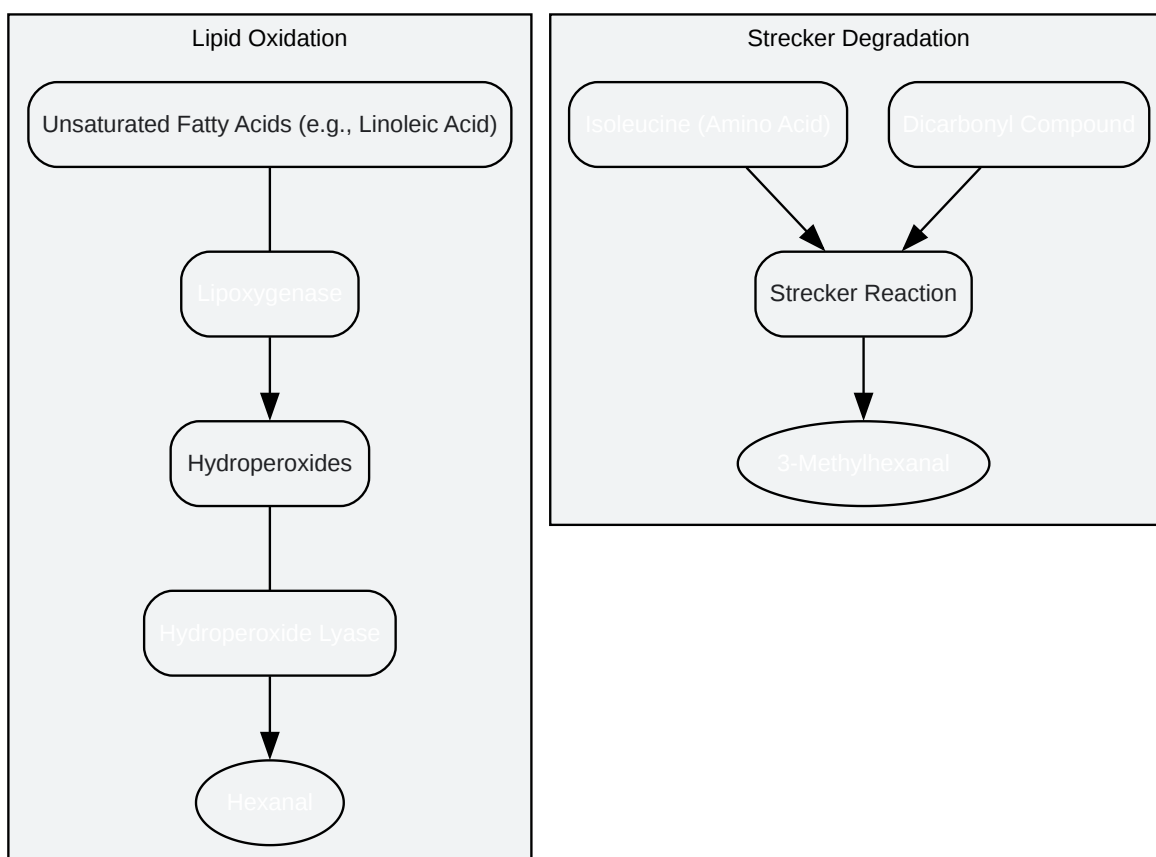 Lipid Oxidation
Unsaturated Fatty Acids (e.g., Linoleic Acid)
Lipoxygenase
Hydroperoxides
Hydroperoxide Lyase
Hexanal
Strecker Degradation
Isoleucine (Amino Acid)
Dicarbonyl Compound
Strecker Reaction
3-Methylhexanal